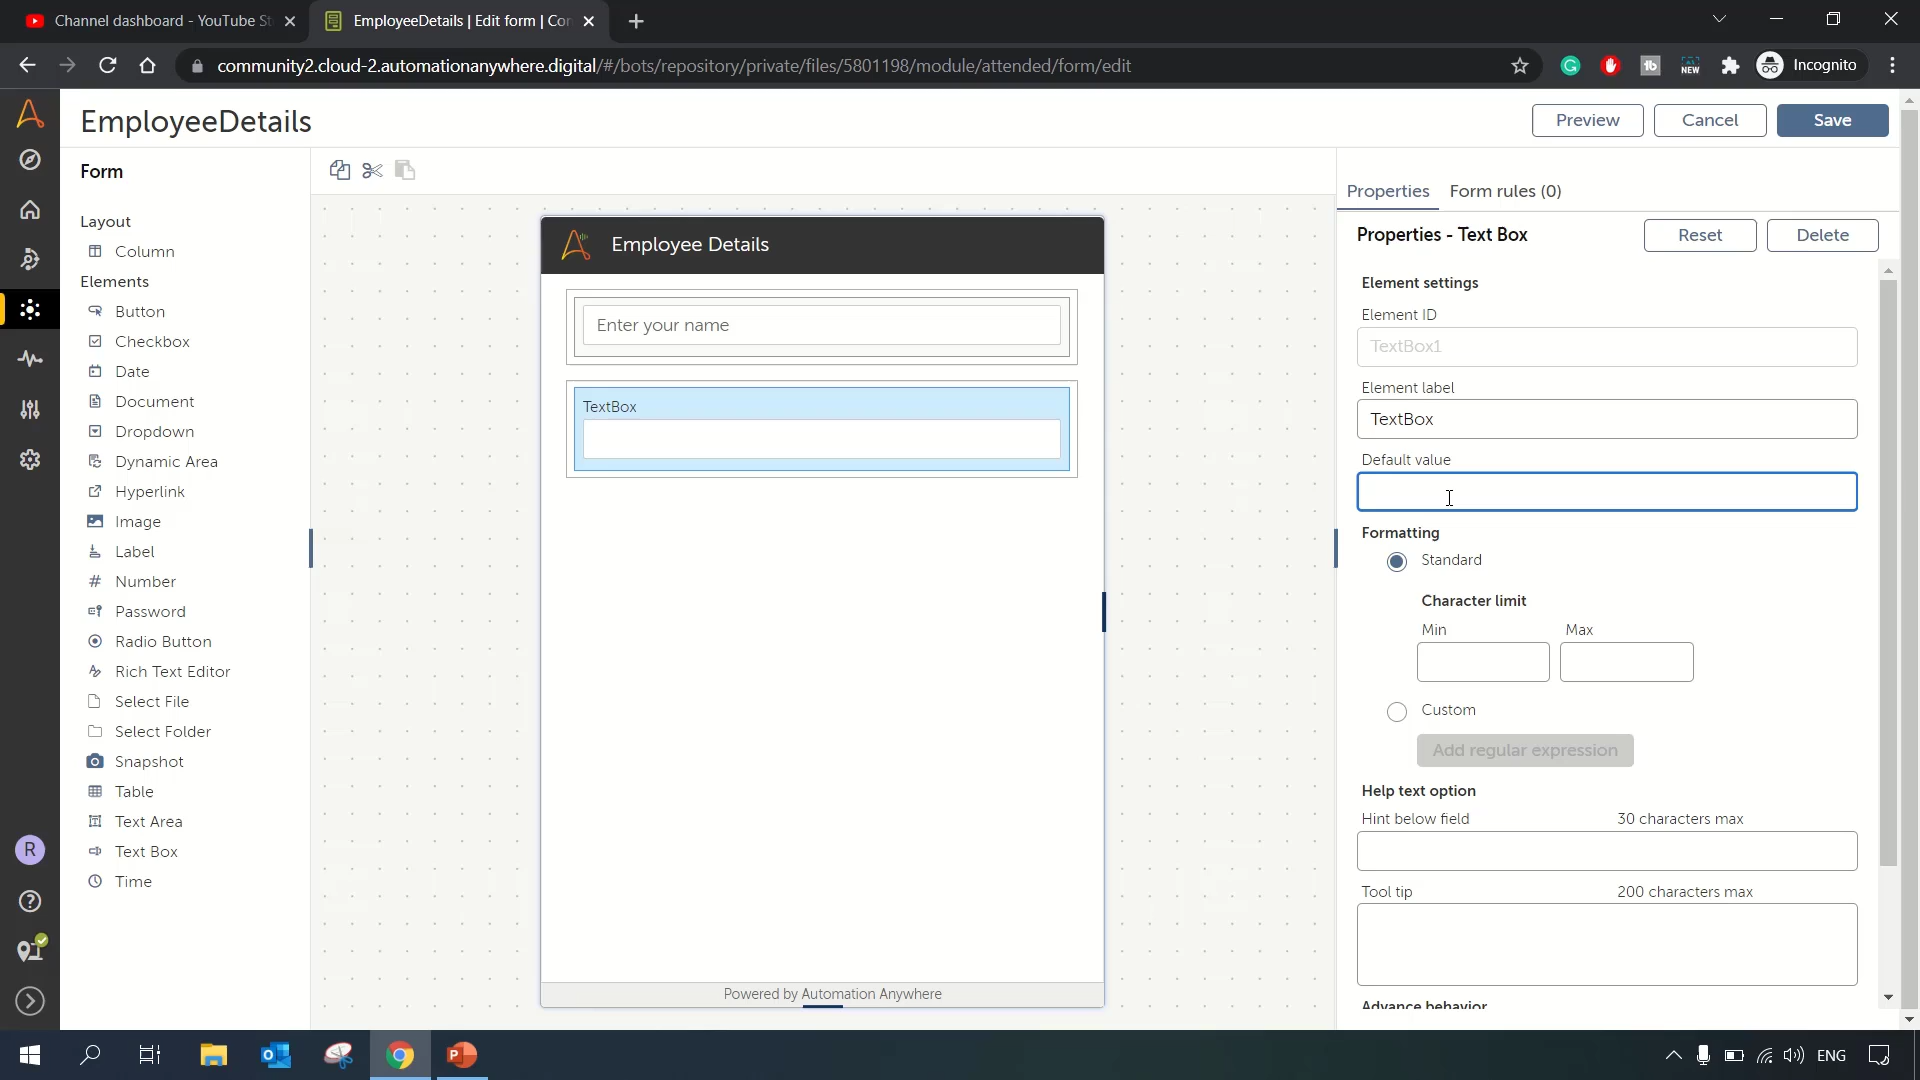 Channel dashboard - YouTube St
EmployeeDetails | Edit form | Con
community2.cloud-2.automationanywhere.digital/#/bots/repository/private/files/5801198/module/attended/form/edit
NEW
Incognito
EmployeeDetails
Preview
Cancel
Save
Form
Layout
Column
Elements
Button
Checkbox
Date
Document
Dropdown
Dynamic Area
Hyperlink
Image
Label
Number
Password
Radio Button
Rich Text Editor
Select File
Select Folder
Snapshot
Table
Text Area
Text Box
Time
R
Employee Details
Enter your name
TextBox
Powered by Automation Anywhere
Properties
Form rules (0)
Properties - Text Box
Reset
Delete
Element settings
Element ID
TextBox1
Element label
TextBox
Default value
Formatting
Standard
Character limit
Min
Max
Custom
Add regular expression
Help text option
Hint below field
30 characters max
Tool tip
200 characters max
Advance behavior
ENG